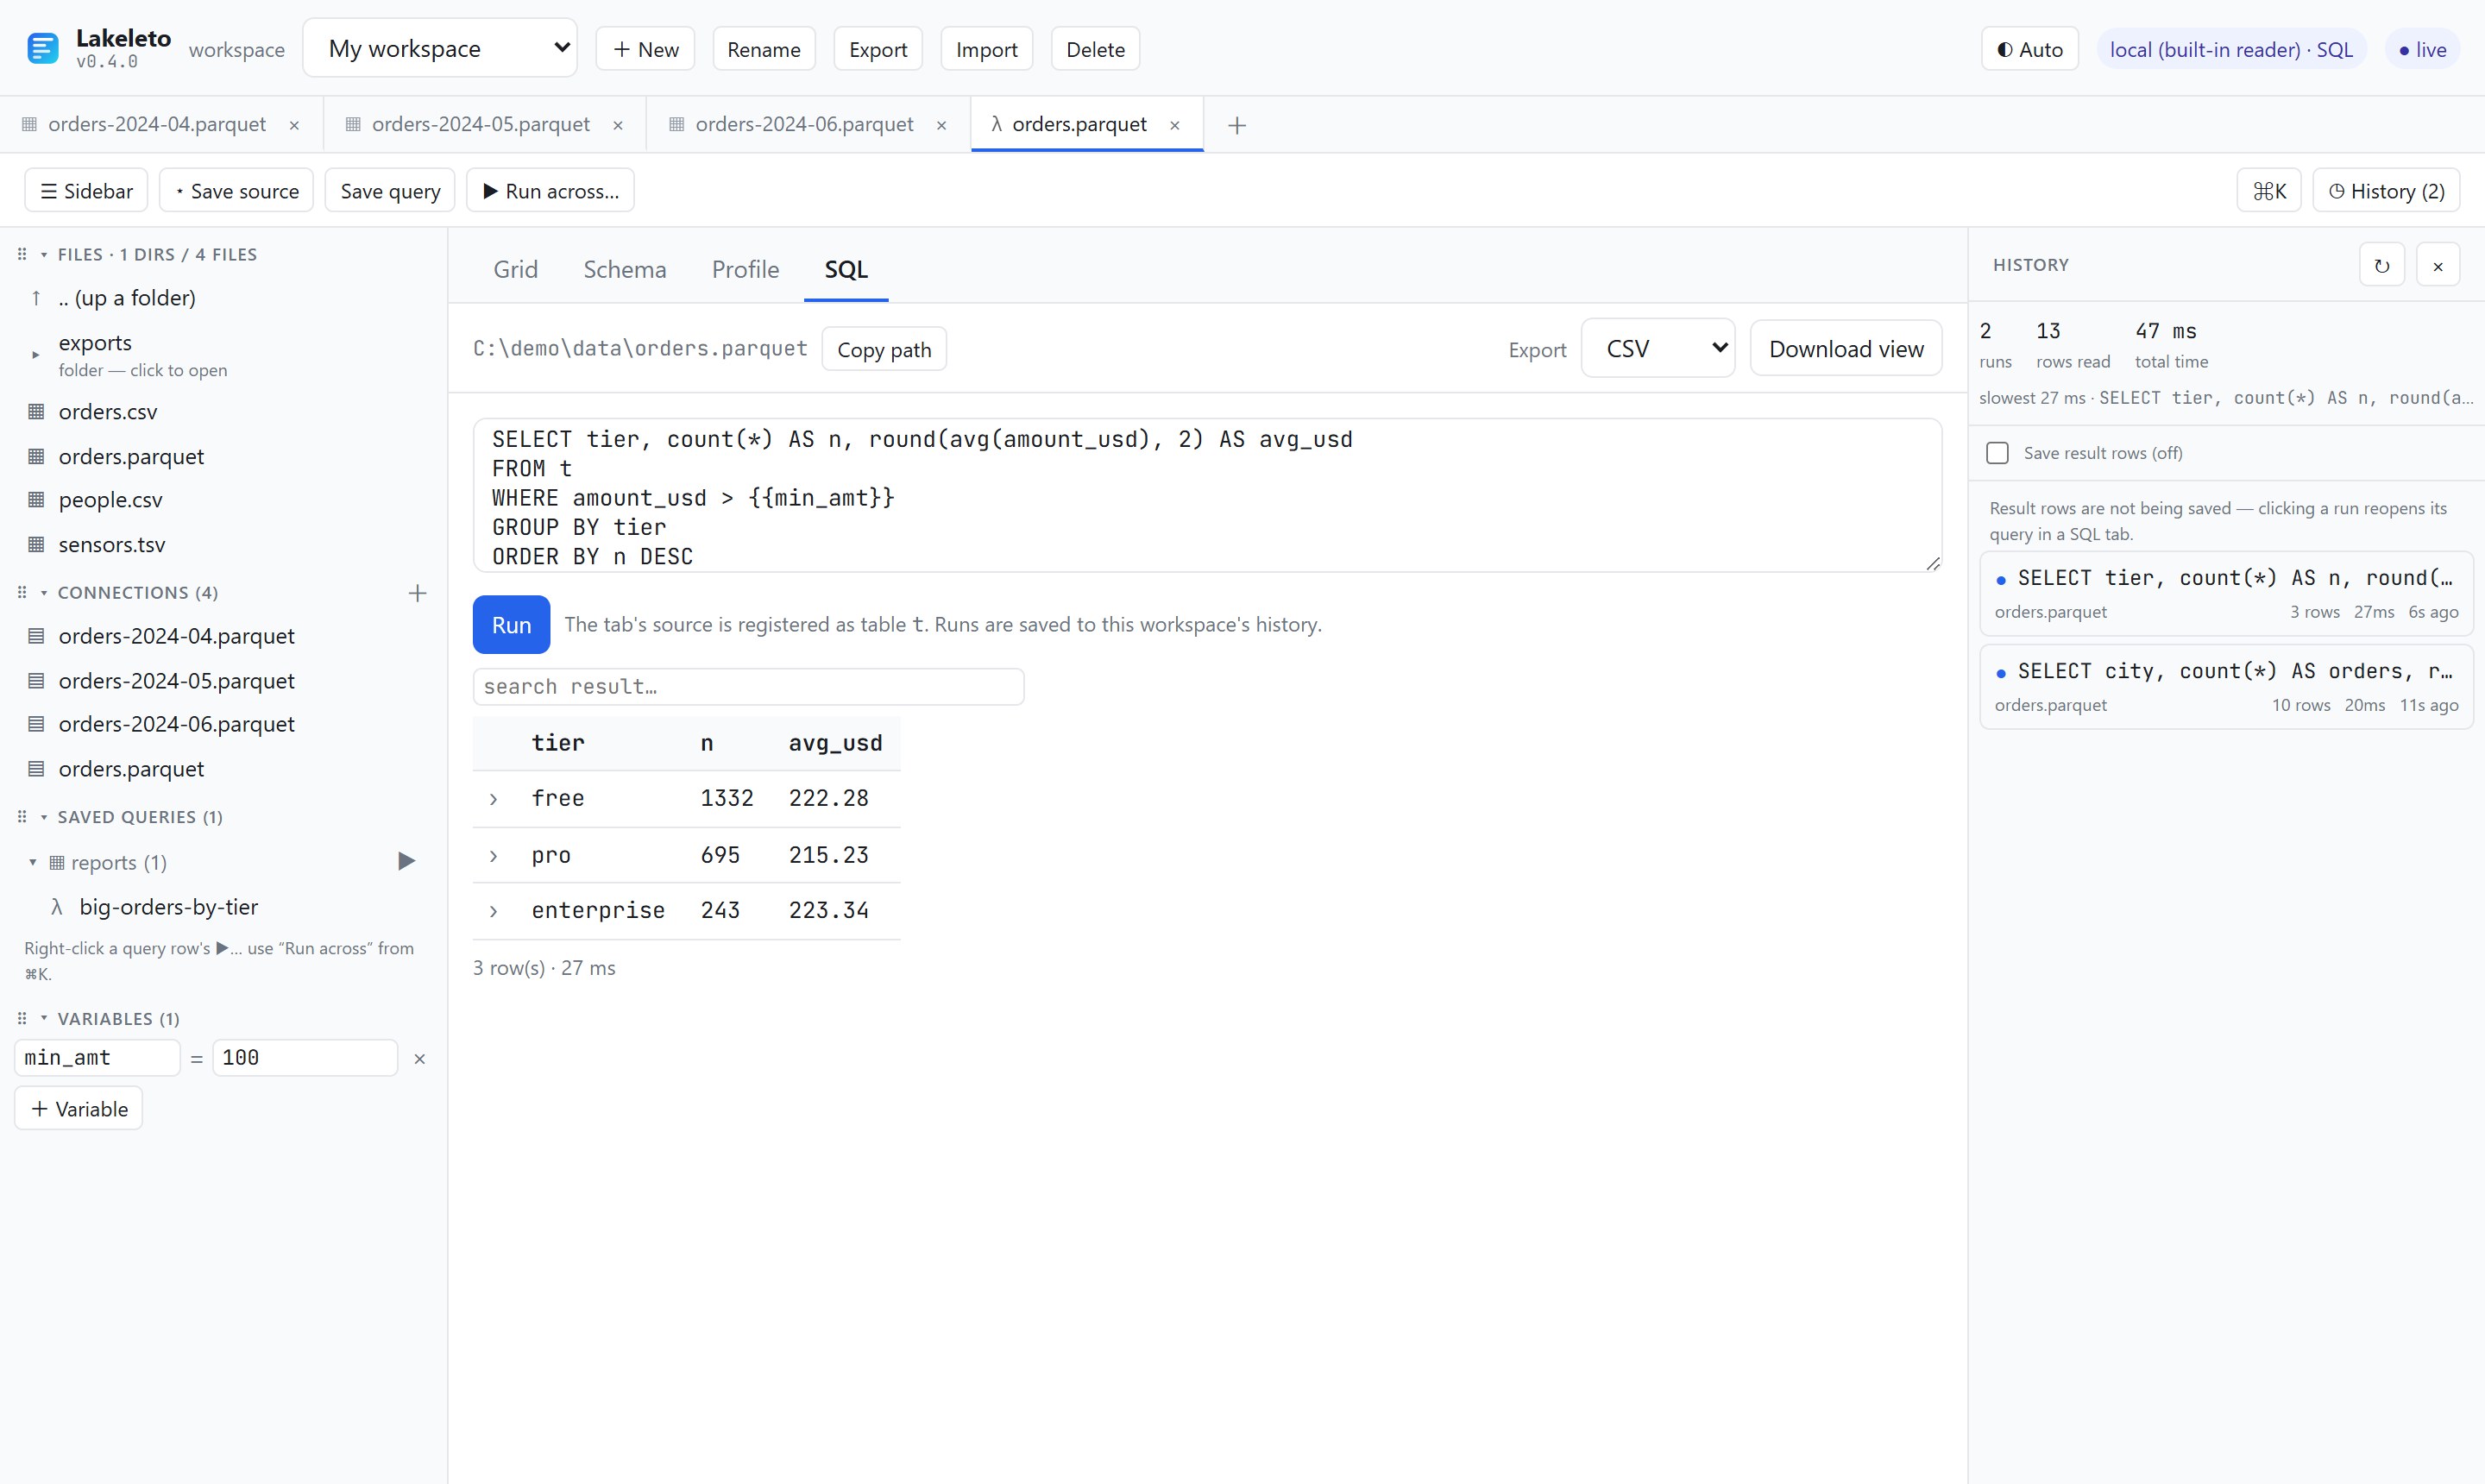 Lakeleto
v0.4.0
workspace
My workspace
+ New
Rename
Export
Import
Delete
Auto
local (built-in reader) · SQL
● live
orders-2024-04.parquet ×
orders-2024-05.parquet ×
orders-2024-06.parquet ×
λ orders.parquet ×
+
☰ Sidebar
Save source
Save query
▶ Run across…
⌘K
History (2)
FILES · 1 DIRS / 4 FILES
↑ .. (up a folder)
exports
folder — click to open
orders.csv
orders.parquet
people.csv
sensors.tsv
CONNECTIONS (4) +
orders-2024-04.parquet
orders-2024-05.parquet
orders-2024-06.parquet
orders.parquet
SAVED QUERIES (1)
reports (1) ▶
λ big-orders-by-tier
Right-click a query row's ▶… use “Run across” from
⌘K.
VARIABLES (1)
min_amt = 100 ×
+ Variable
Grid
Schema
Profile
SQL
C:\demo\data\orders.parquet
Copy path
Export
CSV
Download view
SELECT tier, count(*) AS n, round(avg(amount_usd), 2) AS avg_usd
FROM t
WHERE amount_usd > {{min_amt}}
GROUP BY tier
ORDER BY n DESC
Run
The tab's source is registered as table t. Runs are saved to this workspace's history.
search result…
tier n avg_usd
› free 1332 222.28
› pro 695 215.23
› enterprise 243 223.34
3 row(s) · 27 ms
HISTORY
↻ ×
2 13 47 ms
runs rows read total time
slowest 27 ms · SELECT tier, count(*) AS n, round(a…
Save result rows (off)
Result rows are not being saved — clicking a run reopens its
query in a SQL tab.
● SELECT tier, count(*) AS n, round(…
orders.parquet 3 rows 27ms 6s ago
● SELECT city, count(*) AS orders, r…
orders.parquet 10 rows 20ms 11s ago